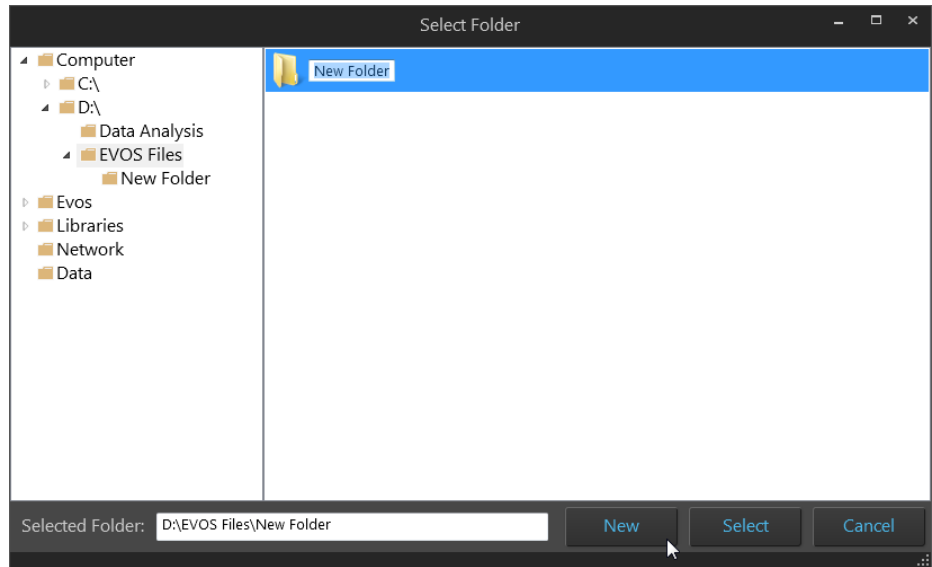 Select Folder
Computer
C:\
D:\
Data Analysis
EVOS Files
New Folder
Evos
Libraries
Network
Data
New Folder
Selected Folder: D:\EVOS Files\New Folder New Select Cancel